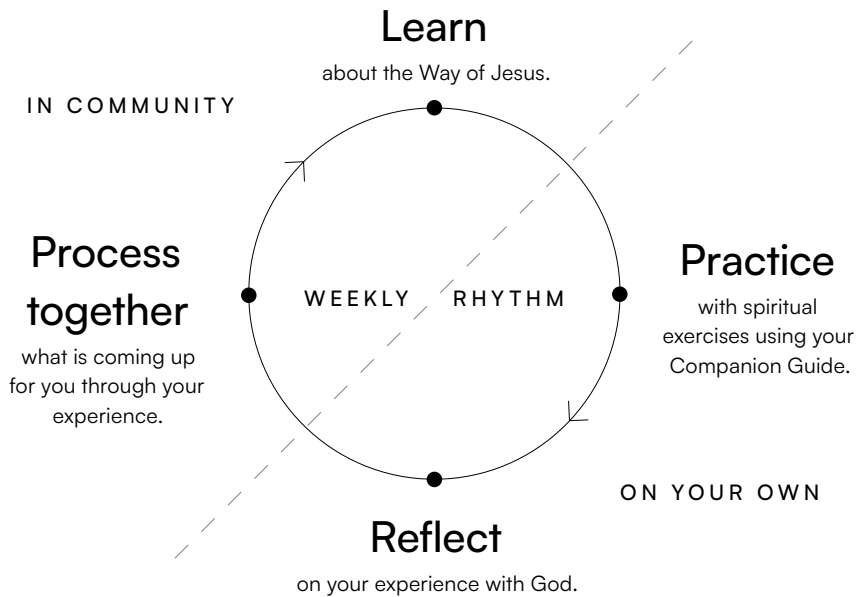 Learn
about the Way of Jesus.
IN COMMUNITY
Process
together
what is coming up
for you through your
experience.
WEEKLY RHYTHM
Practice
with spiritual
exercises using your
Companion Guide.
ON YOUR OWN
Reflect
on your experience with God.